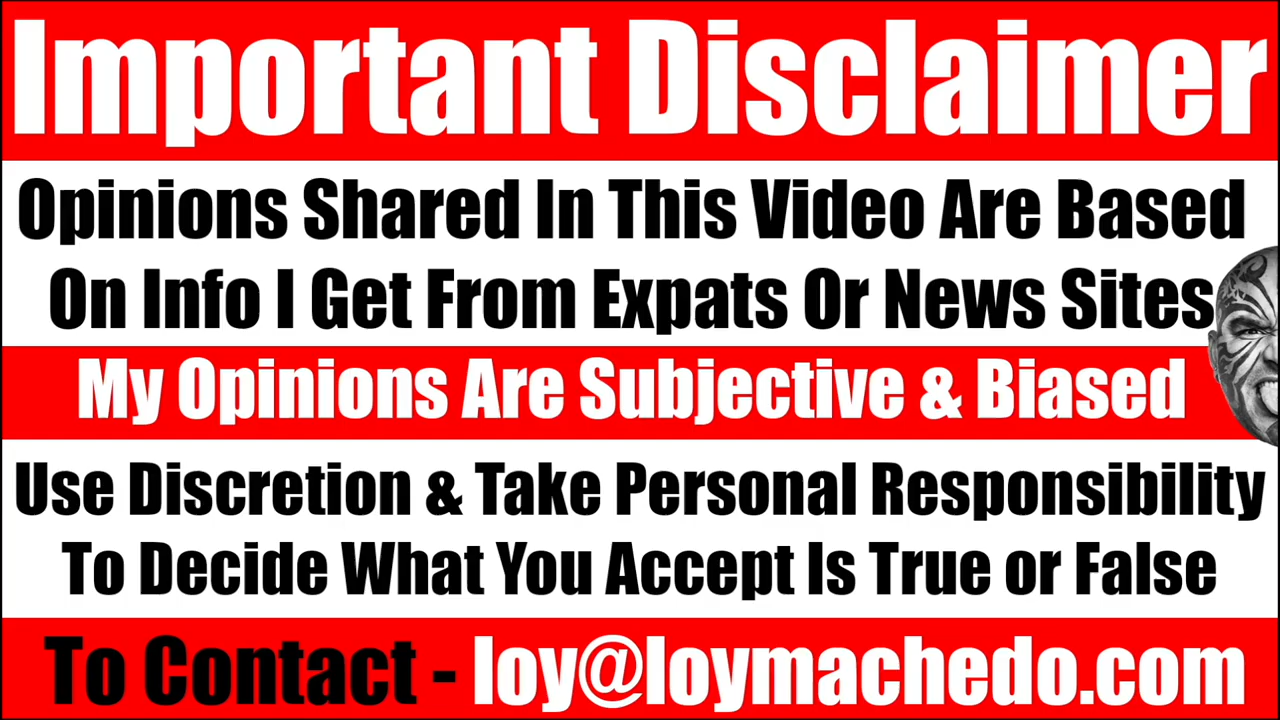 Important Disclaimer
Opinions Shared In This Video Are Based
On Info I Get From Expats Or News Sites
My Opinions Are Subjective & Biased
Use Discretion & Take Personal Responsibility
To Decide What You Accept Is True or False
To Contact - loy@loymachedo.com